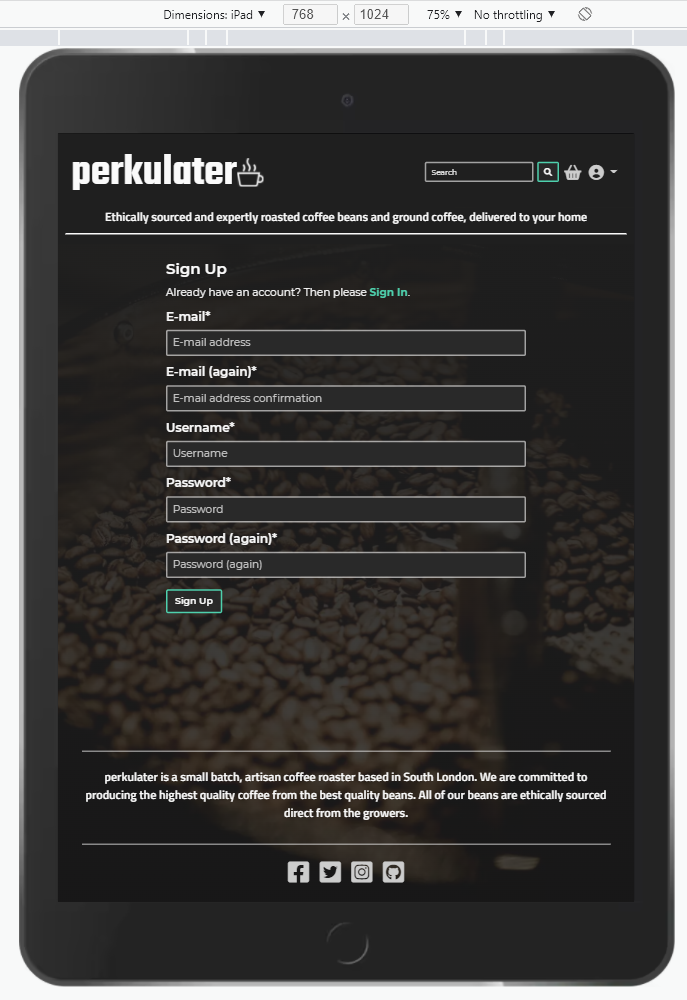 Dimensions: iPad ▼ 768 × 1024 75% ▼ No throttling ▼
perkulater
Search
Ethically sourced and expertly roasted coffee beans and ground coffee, delivered to your home
Sign Up
Already have an account? Then please Sign In.
E-mail*
E-mail address
E-mail (again)*
E-mail address confirmation
Username*
Username
Password*
Password
Password (again)*
Password (again)
Sign Up
perkulater is a small batch, artisan coffee roaster based in South London. We are committed to
producing the highest quality coffee from the best quality beans. All of our beans are ethically sourced
direct from the growers.